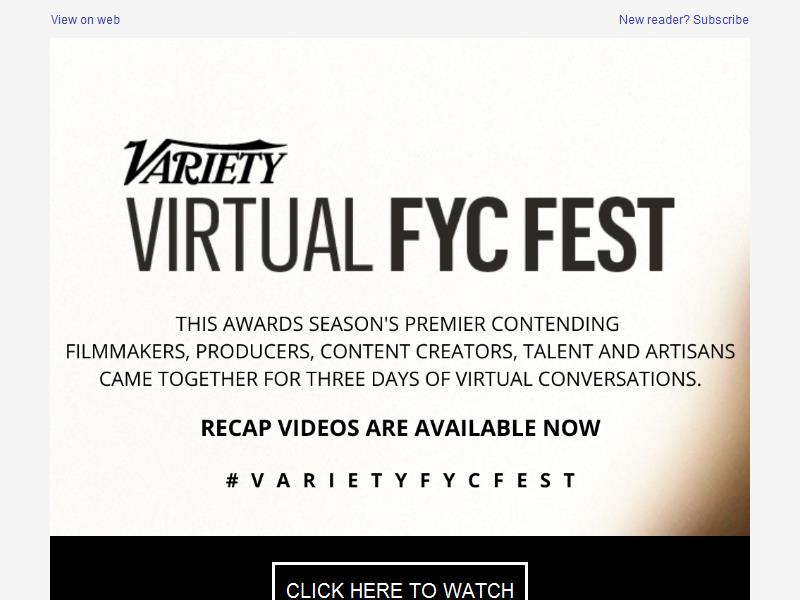 View on web
New reader? Subscribe
VARIETY
VIRTUAL FYC FEST
THIS AWARDS SEASON'S PREMIER CONTENDING
FILMMAKERS, PRODUCERS, CONTENT CREATORS, TALENT AND ARTISANS
CAME TOGETHER FOR THREE DAYS OF VIRTUAL CONVERSATIONS.
RECAP VIDEOS ARE AVAILABLE NOW
#VARIETYFYCFEST
CLICK HERE TO WATCH